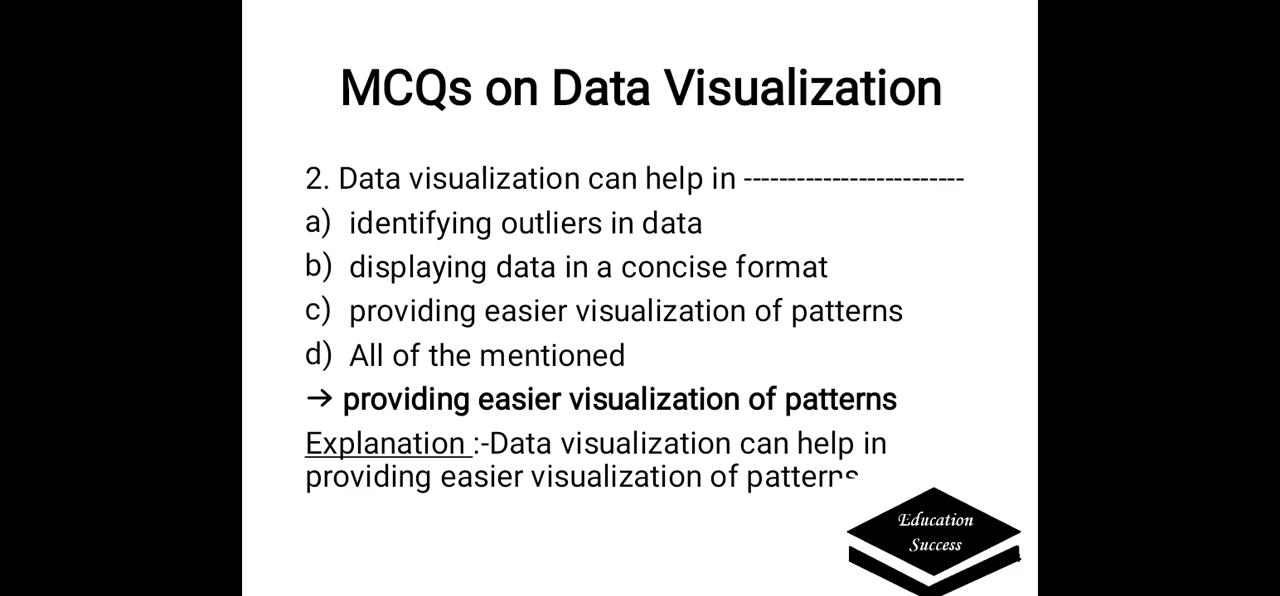 MCQs on Data Visualization
2. Data visualization can help in -------------------------
a) identifying outliers in data
b) displaying data in a concise format
c) providing easier visualization of patterns
d) All of the mentioned
→ providing easier visualization of patterns
Explanation :-Data visualization can help in
providing easier visualization of patterns
Education
Success